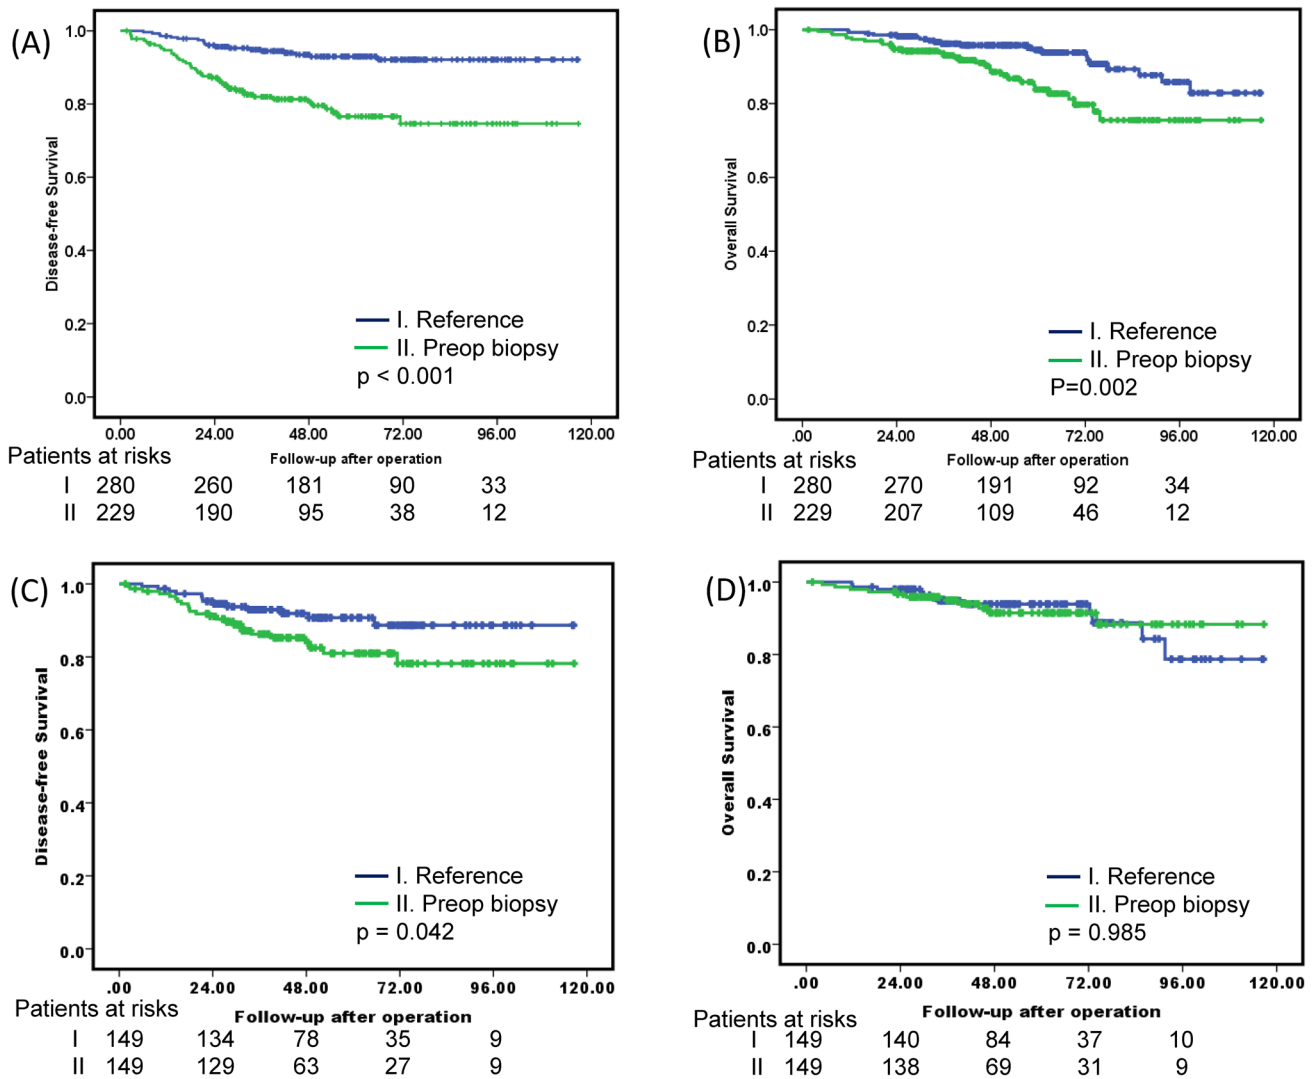 (A)
1.0
0.8
0.6
0.4
0.2
0.0
Disease-free Survival
I. Reference
II. Preop biopsy
p < 0.001
0.00 24.00 48.00 72.00 96.00 120.00
Follow-up after operation
Patients at risks
I 280 260 181 90 33
II 229 190 95 38 12
(B)
1.0
0.8
0.6
0.4
0.2
0.0
Overall Survival
I. Reference
II. Preop biopsy
P=0.002
.00 24.00 48.00 72.00 96.00 120.00
Follow-up after operation
Patients at risks
I 280 270 191 92 34
II 229 207 109 46 12
(C)
1.0
0.8
0.6
0.4
0.2
0.0
Disease-free Survival
I. Reference
II. Preop biopsy
p = 0.042
.00 24.00 48.00 72.00 96.00 120.00
Follow-up after operation
Patients at risks
I 149 134 78 35 9
II 149 129 63 27 9
(D)
1.0
0.8
0.6
0.4
0.2
0.0
Overall Survival
I. Reference
II. Preop biopsy
p = 0.985
.00 24.00 48.00 72.00 96.00 120.00
Follow-up after operation
Patients at risks
I 149 140 84 37 10
II 149 138 69 31 9